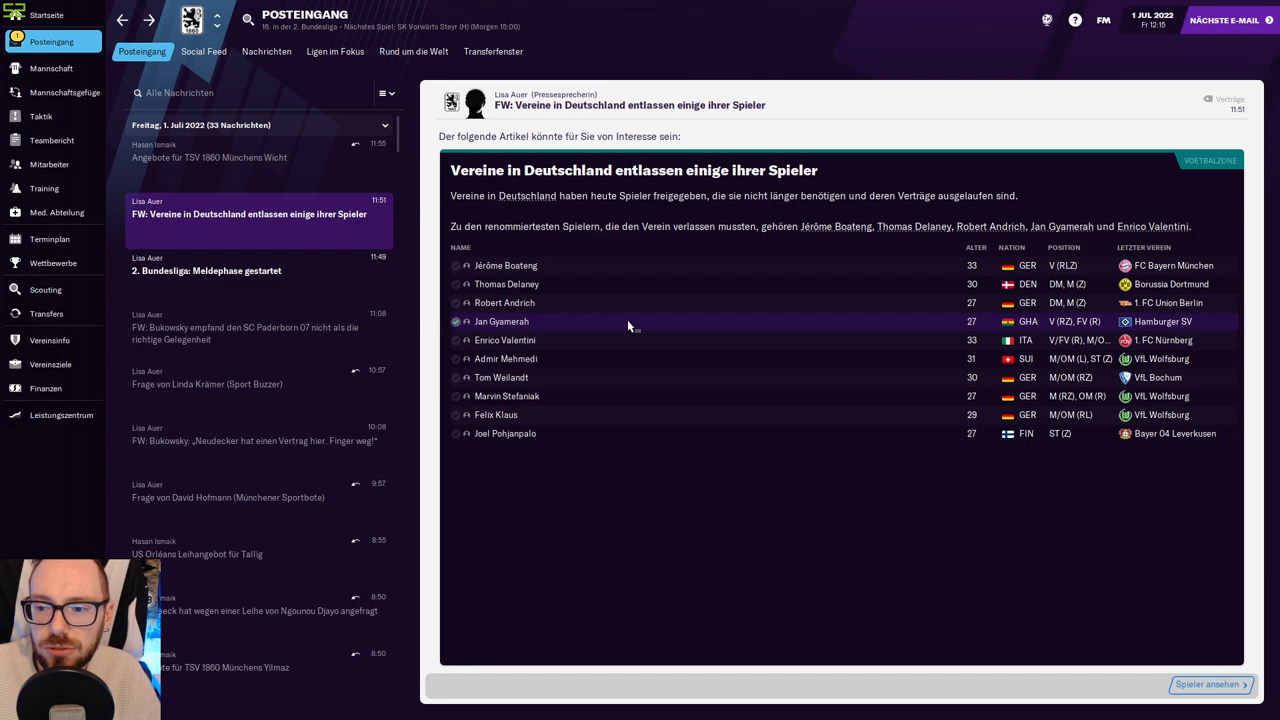 Startseite
1
Posteingang
Mannschaft
Mannschaftsgefüge
Taktik
Teambericht
Mitarbeiter
Training
Med. Abteilung
Terminplan
Wettbewerbe
Scouting
Transfers
Vereinsinfo
Vereinsziele
Finanzen
Leistungszentrum
POSTEINGANG
16. in der 2. Bundesliga - Nächstes Spiel: SK Vorwärts Steyr (H) (Morgen 15:00)
FM
1 JUL 2022
Fr 12:15
NÄCHSTE E-MAIL
Posteingang
Social Feed
Nachrichten
Ligen im Fokus
Rund um die Welt
Transferfenster
Alle Nachrichten
Freitag, 1. Juli 2022 (33 Nachrichten)
Hasan Ismaik 11:55
Angebote für TSV 1860 Münchens Wicht
Lisa Auer 11:51
FW: Vereine in Deutschland entlassen einige ihrer Spieler
Lisa Auer 11:49
2. Bundesliga: Meldephase gestartet
Lisa Auer 11:08
FW: Bukowsky empfand den SC Paderborn 07 nicht als die
richtige Gelegenheit
Lisa Auer 10:57
Frage von Linda Krämer (Sport Buzzer)
Lisa Auer 10:08
FW: Bukowsky: „Neudecker hat einen Vertrag hier. Finger weg!"
Lisa Auer 9:57
Frage von David Hofmann (Münchener Sportbote)
Hasan Ismaik 8:55
US Orléans Leihangebot für Tallig
8:50
hat wegen einer Leihe von Ngounou Djayo angefragt
8:50
für TSV 1860 Münchens Yilmaz
Lisa Auer (Pressesprecherin)
FW: Vereine in Deutschland entlassen einige ihrer Spieler
Verträge
11:51
Der folgende Artikel könnte für Sie von Interesse sein:
VOETBALZONE
Vereine in Deutschland entlassen einige ihrer Spieler
Vereine in Deutschland haben heute Spieler freigegeben, die sie nicht länger benötigen und deren Verträge ausgelaufen sind.
Zu den renommiertesten Spielern, die den Verein verlassen mussten, gehören Jérôme Boateng, Thomas Delaney, Robert Andrich, Jan Gyamerah und Enrico Valentini.
NAME ALTER NATION POSITION LETZTER VEREIN
Jérôme Boateng 33 GER V (RLZ) FC Bayern München
Thomas Delaney 30 DEN DM, M (Z) Borussia Dortmund
Robert Andrich 27 GER DM, M (Z) 1. FC Union Berlin
Jan Gyamerah 27 GHA V (RZ), FV (R) Hamburger SV
Enrico Valentini 33 ITA V/FV (R), M/O... 1. FC Nürnberg
Admir Mehmedi 31 SUI M/OM (L), ST (Z) VfL Wolfsburg
Tom Weilandt 30 GER M/OM (RZ) VfL Bochum
Marvin Stefaniak 27 GER M (RZ), OM (R) VfL Wolfsburg
Felix Klaus 29 GER M/OM (RL) VfL Wolfsburg
Joel Pohjanpalo 27 FIN ST (Z) Bayer 04 Leverkusen
Spieler ansehen